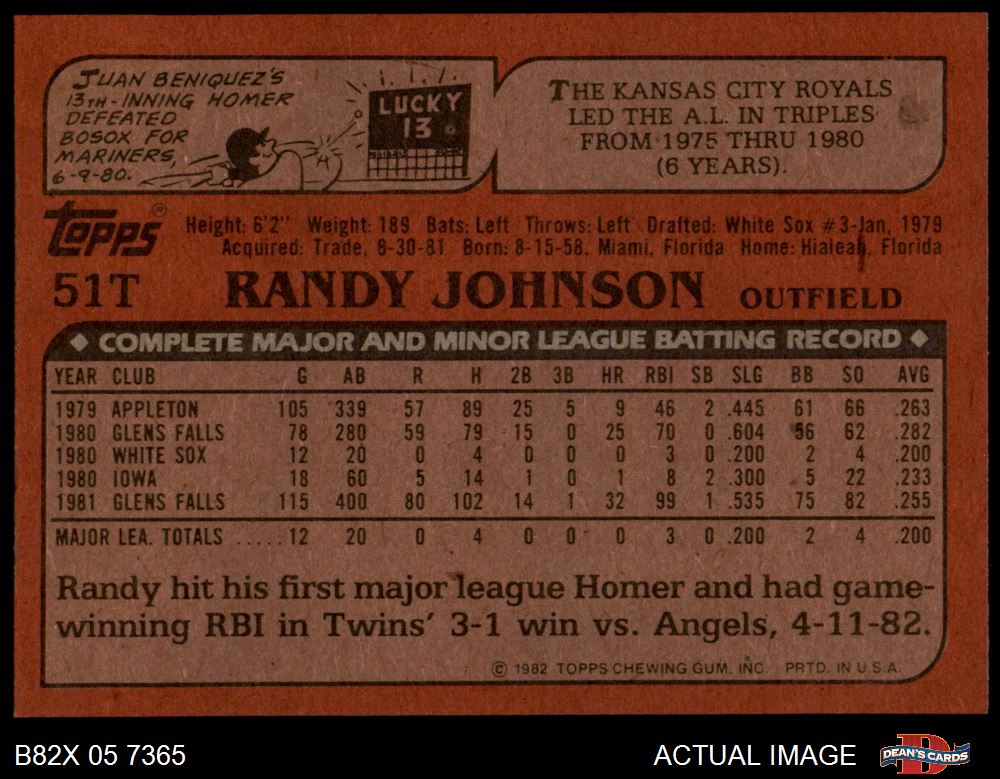 JUAN BENIQUEZ'S
13TH-INNING HOMER
DEFEATED
BOSOX FOR
MARINERS,
6-9-80.
LUCKY
13
THE KANSAS CITY ROYALS
LED THE A.L. IN TRIPLES
FROM 1975 THRU 1980
(6 YEARS).
TOPPS®
Height: 6'2" Weight: 189 Bats: Left Throws: Left Drafted: White Sox #3-Jan, 1979
Acquired: Trade, 8-30-81 Born: 8-15-58, Miami, Florida Home: Hialeah, Florida
51T RANDY JOHNSON OUTFIELD
◆ COMPLETE MAJOR AND MINOR LEAGUE BATTING RECORD ◆
YEAR CLUB G AB R H 2B 3B HR RBI SB SLG BB SO AVG
1979 APPLETON 105 339 57 89 25 5 9 46 2 .445 61 66 .263
1980 GLENS FALLS 78 280 59 79 15 0 25 70 0 .604 56 62 .282
1980 WHITE SOX 12 20 0 4 0 0 0 3 0 .200 2 4 .200
1980 IOWA 18 60 5 14 1 0 1 8 2 .300 5 22 .233
1981 GLENS FALLS 115 400 80 102 14 1 32 99 1 .535 75 82 .255
MAJOR LEA. TOTALS .....12 20 0 4 0 0 0 3 0 .200 2 4 .200
Randy hit his first major league Homer and had game-
winning RBI in Twins' 3-1 win vs. Angels, 4-11-82.
© 1982 TOPPS CHEWING GUM, INC. PRTD. IN U.S.A.
B82X 05 7365 ACTUAL IMAGE DEAN'S CARDS